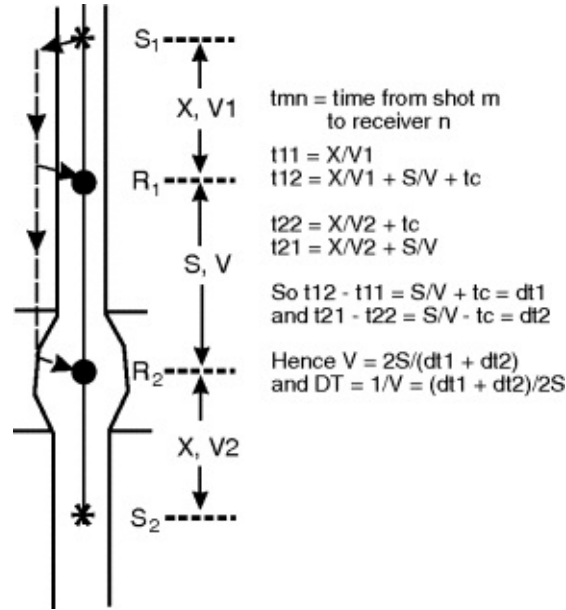 S1
X, V1
R1
S, V
R2
X, V2
S2
tmn = time from shot m
to receiver n
t11 = X/V1
t12 = X/V1 + S/V + tc
t22 = X/V2 + tc
t21 = X/V2 + S/V
So t12 - t11 = S/V + tc = dt1
and t21 - t22 = S/V - tc = dt2
Hence V = 2S/(dt1 + dt2)
and DT = 1/V = (dt1 + dt2)/2S